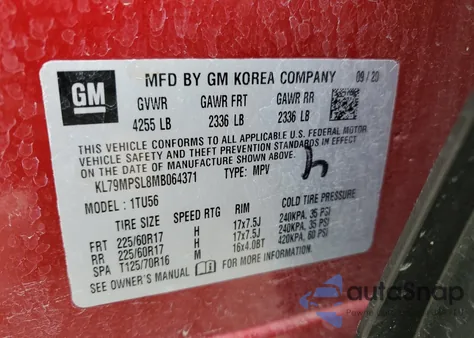 GM
MFD BY GM KOREA COMPANY 09/20
GVWR GAWR FRT GAWR RR
4255 LB 2336 LB 2336 LB
THIS VEHICLE CONFORMS TO ALL APPLICABLE U.S. FEDERAL MOTOR
VEHICLE SAFETY AND THEFT PREVENTION STANDARDS IN EFFECT
ON THE DATE OF MANUFACTURE SHOWN ABOVE.
KL79MPSL8MB064371 TYPE: MPV
MODEL: 1TU56
TIRE SIZE SPEED RTG RIM COLD TIRE PRESSURE
FRT 225/60R17 H 17x7.5J 240KPA, 35 PSI
RR 225/60R17 H 17x7.5J 240KPA, 35 PSI
SPA T125/70R16 M 16x4.0BT 420KPA, 60 PSI
SEE OWNER'S MANUAL FOR MORE INFORMATION.
autoSnap